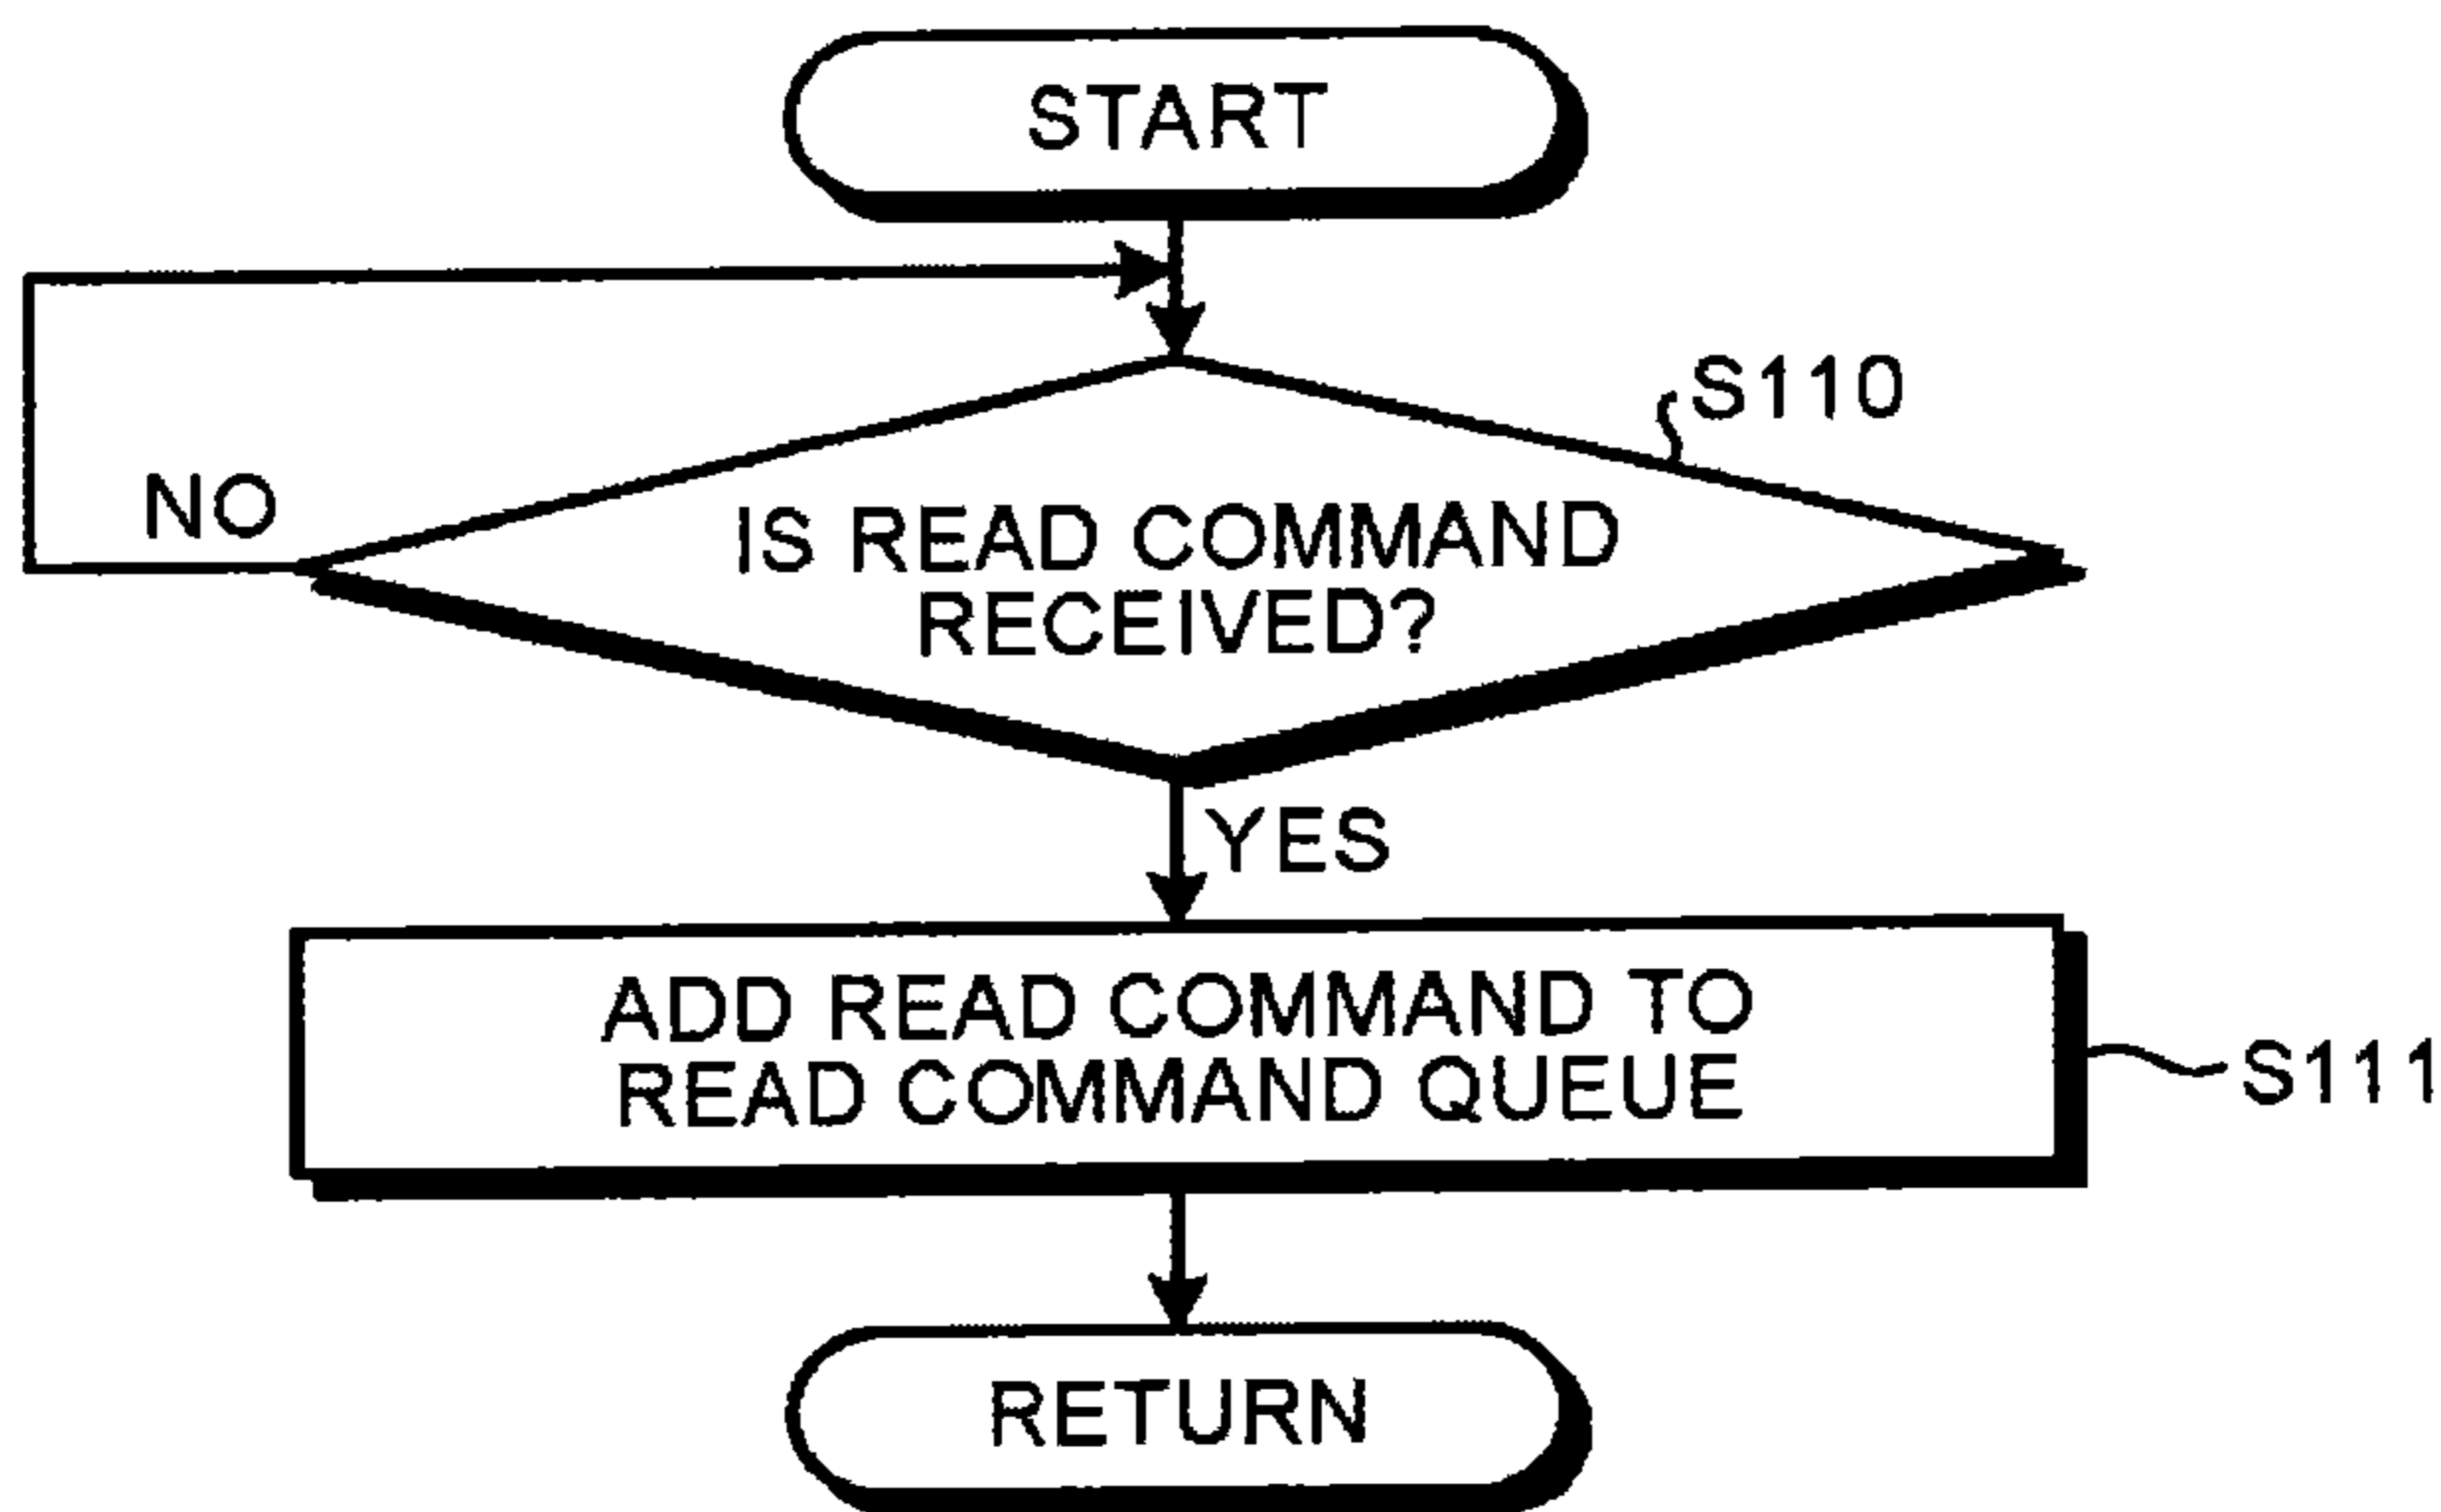 START
S110
NO
IS READ COMMAND
RECEIVED?
YES
ADD READ COMMAND TO
READ COMMAND QUEUE
S111
RETURN